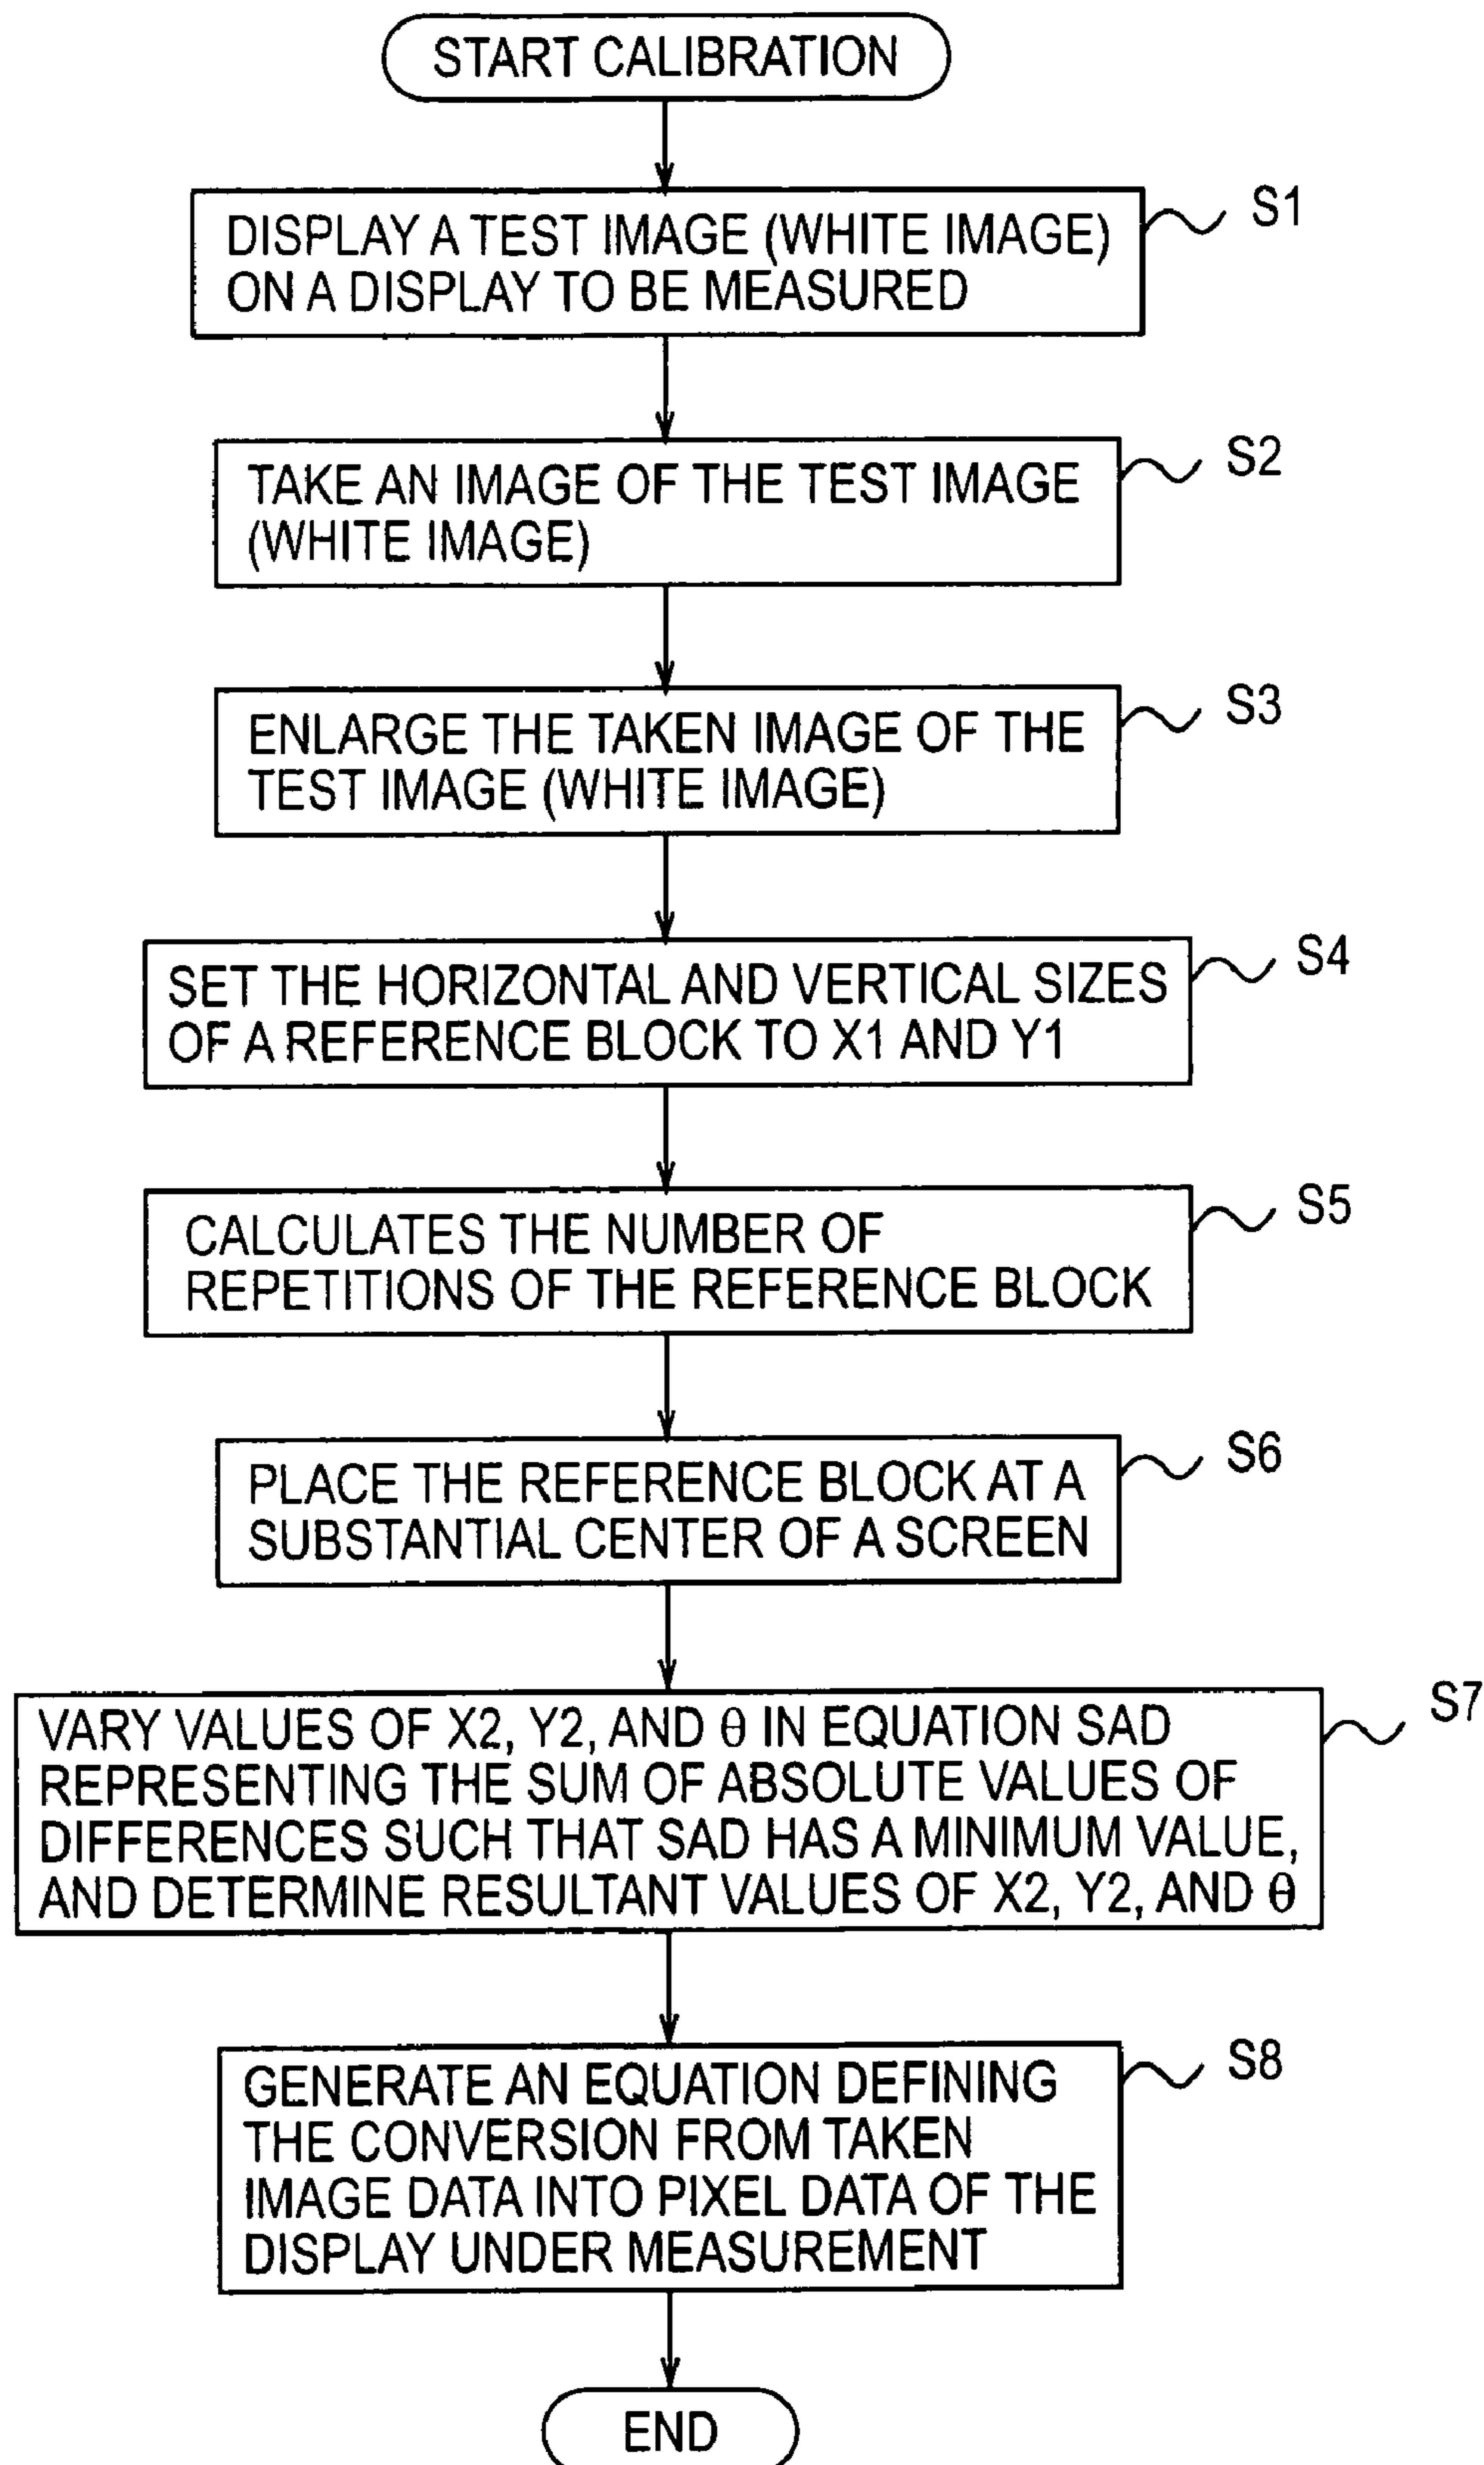 START CALIBRATION
S1
DISPLAY A TEST IMAGE (WHITE IMAGE)
ON A DISPLAY TO BE MEASURED
S2
TAKE AN IMAGE OF THE TEST IMAGE
(WHITE IMAGE)
S3
ENLARGE THE TAKEN IMAGE OF THE
TEST IMAGE (WHITE IMAGE)
S4
SET THE HORIZONTAL AND VERTICAL SIZES
OF A REFERENCE BLOCK TO X1 AND Y1
S5
CALCULATES THE NUMBER OF
REPETITIONS OF THE REFERENCE BLOCK
S6
PLACE THE REFERENCE BLOCK AT A
SUBSTANTIAL CENTER OF A SCREEN
S7
VARY VALUES OF X2, Y2, AND θ IN EQUATION SAD
REPRESENTING THE SUM OF ABSOLUTE VALUES OF
DIFFERENCES SUCH THAT SAD HAS A MINIMUM VALUE,
AND DETERMINE RESULTANT VALUES OF X2, Y2, AND θ
S8
GENERATE AN EQUATION DEFINING
THE CONVERSION FROM TAKEN
IMAGE DATA INTO PIXEL DATA OF THE
DISPLAY UNDER MEASUREMENT
END